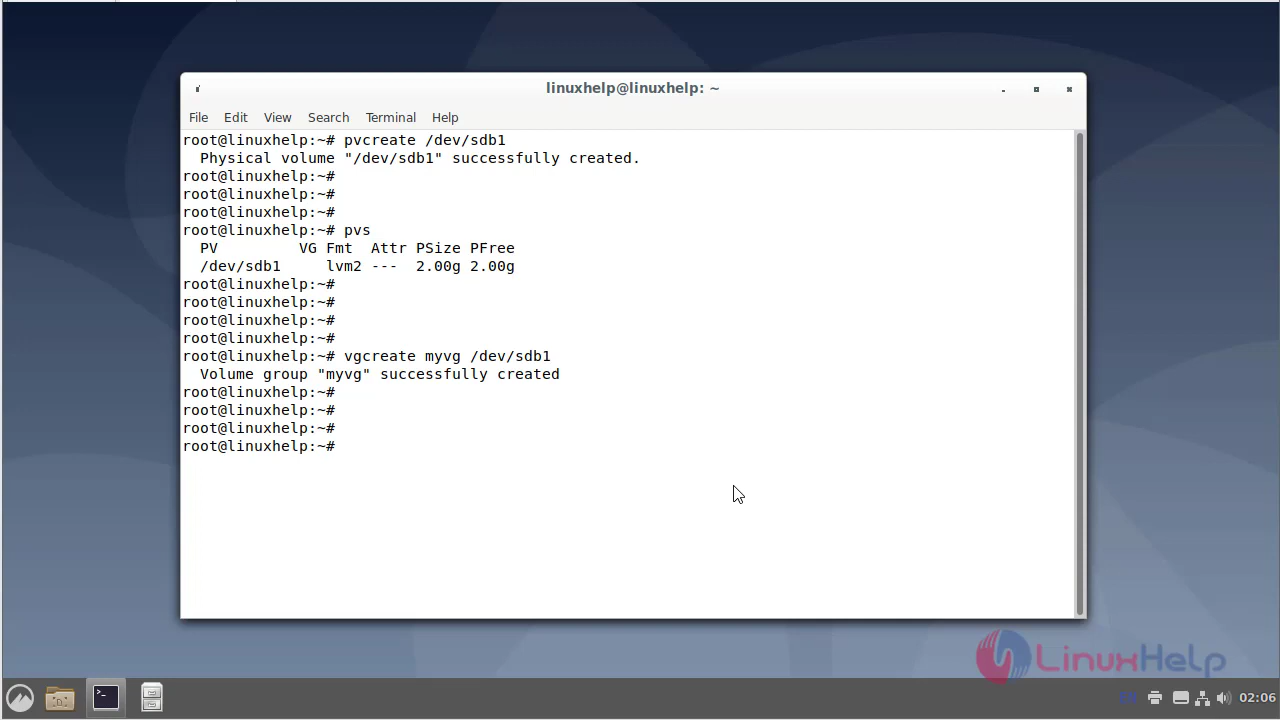 linuxhelp@linuxhelp: ~
File Edit View Search Terminal Help
root@linuxhelp:~# pvcreate /dev/sdb1
  Physical volume "/dev/sdb1" successfully created.
root@linuxhelp:~#
root@linuxhelp:~#
root@linuxhelp:~#
root@linuxhelp:~# pvs
  PV         VG Fmt  Attr PSize PFree
  /dev/sdb1     lvm2 ---  2.00g 2.00g
root@linuxhelp:~#
root@linuxhelp:~#
root@linuxhelp:~#
root@linuxhelp:~#
root@linuxhelp:~# vgcreate myvg /dev/sdb1
  Volume group "myvg" successfully created
root@linuxhelp:~#
root@linuxhelp:~#
root@linuxhelp:~#
root@linuxhelp:~#
LinuxHelp
02:06